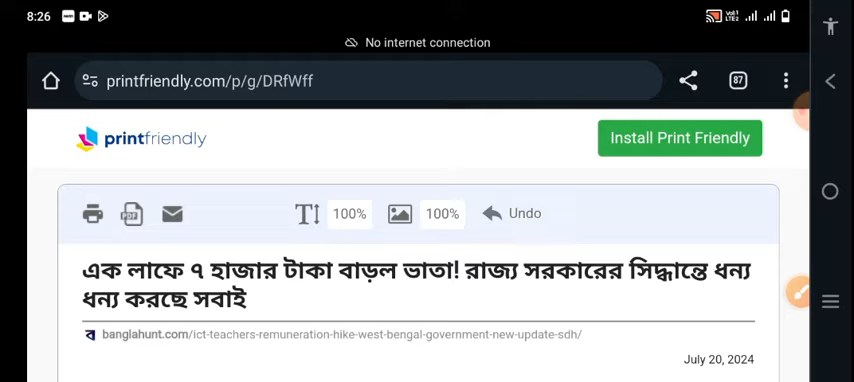 8:26
No internet connection
printfriendly.com/p/g/DRfWff
87
printfriendly
Install Print Friendly
PDF
100%
100%
Undo
এক লাফে ৭ হাজার টাকা বাড়ল ভাতা! রাজ্য সরকারের সিদ্ধান্তে ধন্য
ধন্য করছে সবাই
banglahunt.com/ict-teachers-remuneration-hike-west-bengal-government-new-update-sdh/
July 20, 2024